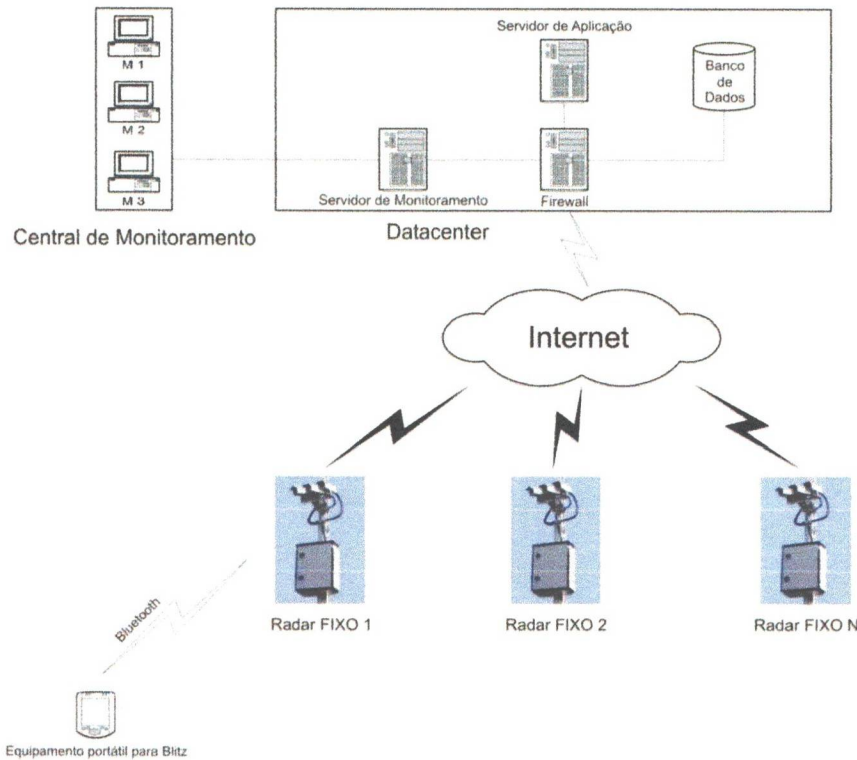 M 1
M 2
M 3
Central de Monitoramento
Servidor de Aplicação
Banco
de
Dados
Servidor de Monitoramento
Firewall
Datacenter
Internet
Radar FIXO 1
Radar FIXO 2
Radar FIXO N
Bluetooth
Equipamento portátil para Blitz